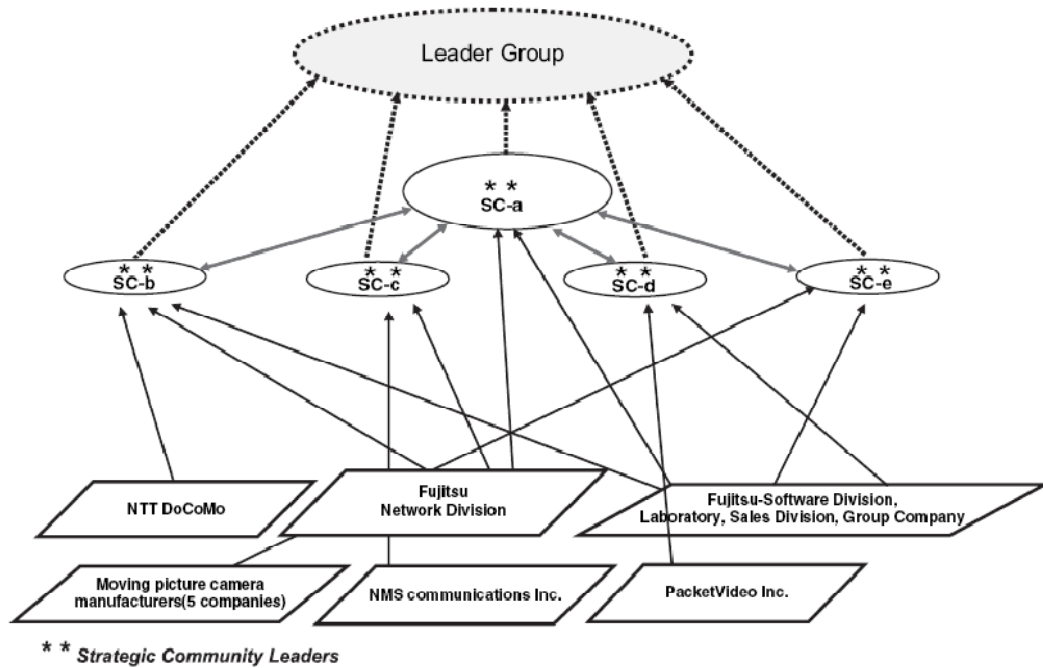 Leader Group
* *
SC-a
* *
SC-b
* *
SC-c
* *
SC-d
* *
SC-e
NTT DoCoMo
Fujitsu
Network Division
Fujitsu-Software Division,
Laboratory, Sales Division, Group Company
Moving picture camera
manufacturers(5 companies)
NMS communications Inc.
PacketVideo Inc.
* * Strategic Community Leaders